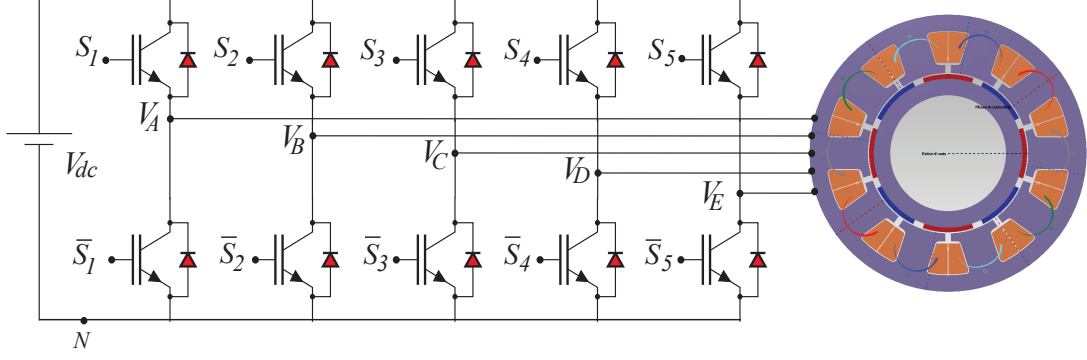 S1 S2 S3 S4 S5
VA
VB
VC
VD
VE
Vdc
S̅1 S̅2 S̅3 S̅4 S̅5
N